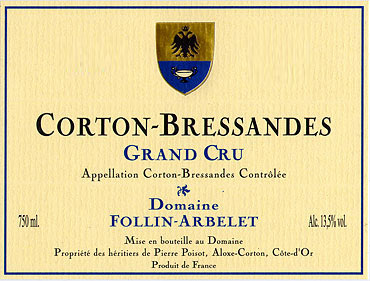 CORTON-BRESSANDES
GRAND CRU
Appellation Corton-Bressandes Contrôlée
Domaine
750 ml. FOLLIN-ARBELET Alc. 13,5% vol.
Mise en bouteille au Domaine
Propriété des héritiers de Pierre Poisot, Aloxe-Corton, Côte-d'Or
Produit de France